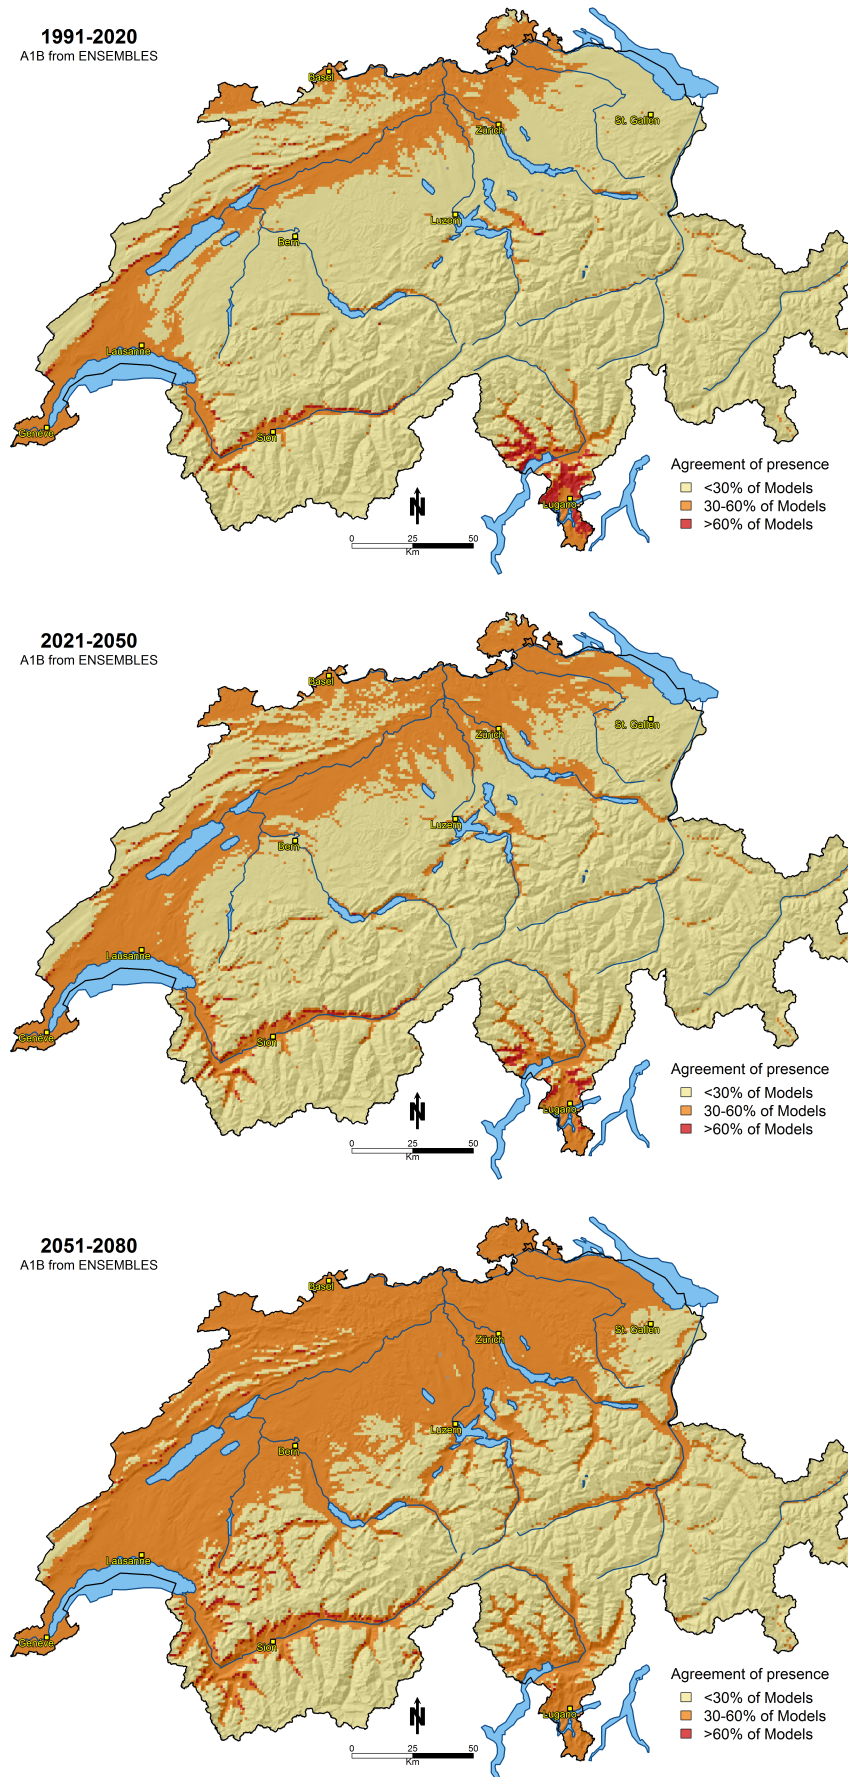 1991-2020
A1B from ENSEMBLES
Basel
Zürich
St. Gallen
Luzern
Bern
Lausanne
Genève
Sion
Lugano
N
0 25 50
Km
Agreement of presence
<30% of Models
30-60% of Models
>60% of Models
2021-2050
A1B from ENSEMBLES
Basel
Zürich
St. Gallen
Luzern
Bern
Lausanne
Genève
Sion
Lugano
N
0 25 50
Km
Agreement of presence
<30% of Models
30-60% of Models
>60% of Models
2051-2080
A1B from ENSEMBLES
Basel
Zürich
St. Gallen
Luzern
Bern
Lausanne
Genève
Sion
Lugano
N
0 25 50
Km
Agreement of presence
<30% of Models
30-60% of Models
>60% of Models